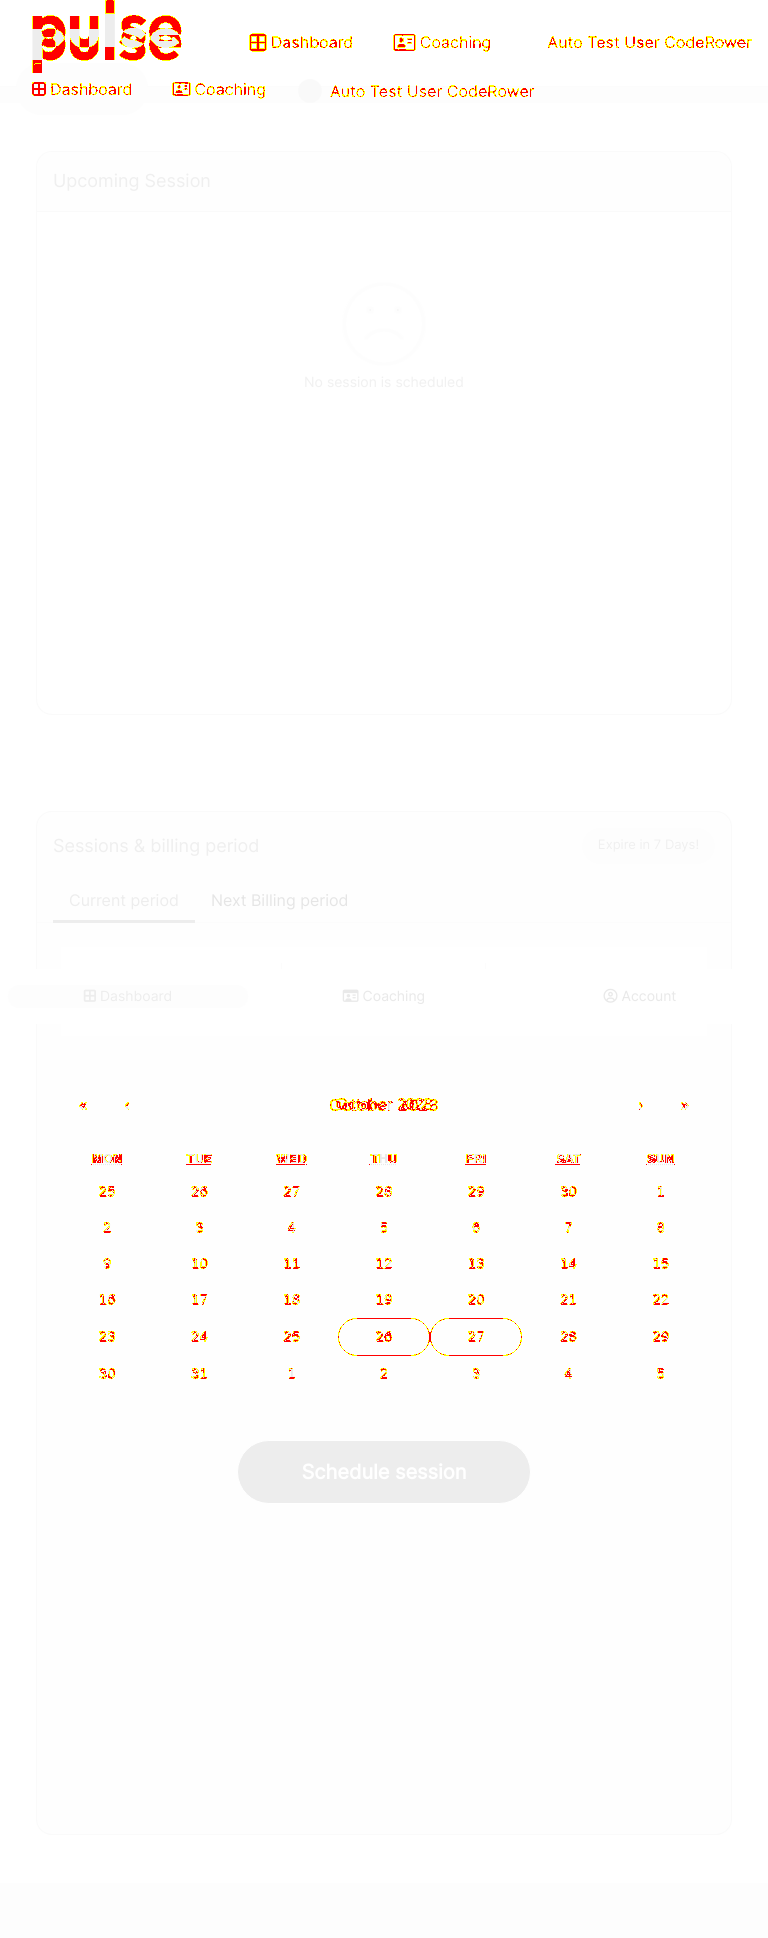 pulse
Dashboard Coaching Auto Test User CodeRower
Dashboard Coaching Auto Test User CodeRower
Upcoming Session
No session is scheduled
Sessions & billing period Expire in 7 Days!
Current period Next Billing period
Dashboard Coaching Account
« ‹ October › »
MON TUE WED THU FRI SAT SUN
25 26 27 28 29 30 1
2 3 4 5 6 7 8
9 10 11 12 13 14 15
16 17 18 19 20 21 22
23 24 25 26 27 28 29
30 31 1 2 3 4 5
Schedule session